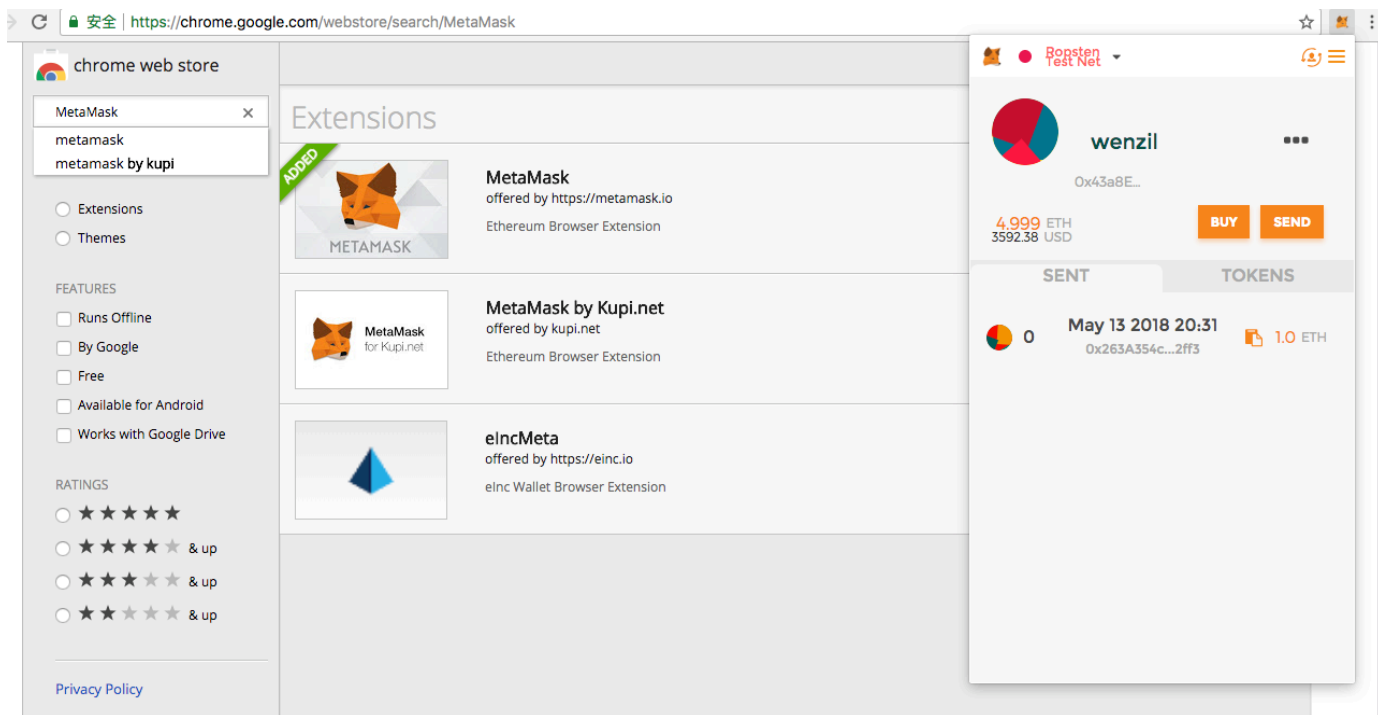 安全 | https://chrome.google.com/webstore/search/MetaMask
chrome web store
MetaMask
metamask
metamask by kupi
Extensions
Themes
FEATURES
Runs Offline
By Google
Free
Available for Android
Works with Google Drive
RATINGS
& up
& up
& up
Privacy Policy
Extensions
ADDED
METAMASK
MetaMask
offered by https://metamask.io
Ethereum Browser Extension
MetaMask
for Kupi.net
MetaMask by Kupi.net
offered by kupi.net
Ethereum Browser Extension
eIncMeta
offered by https://einc.io
eInc Wallet Browser Extension
Ropsten
Test Net
wenzil
0x43a8E...
4.999 ETH
3592.38 USD
BUY SEND
SENT TOKENS
0 May 13 2018 20:31 1.0 ETH
0x263A354c...2ff3